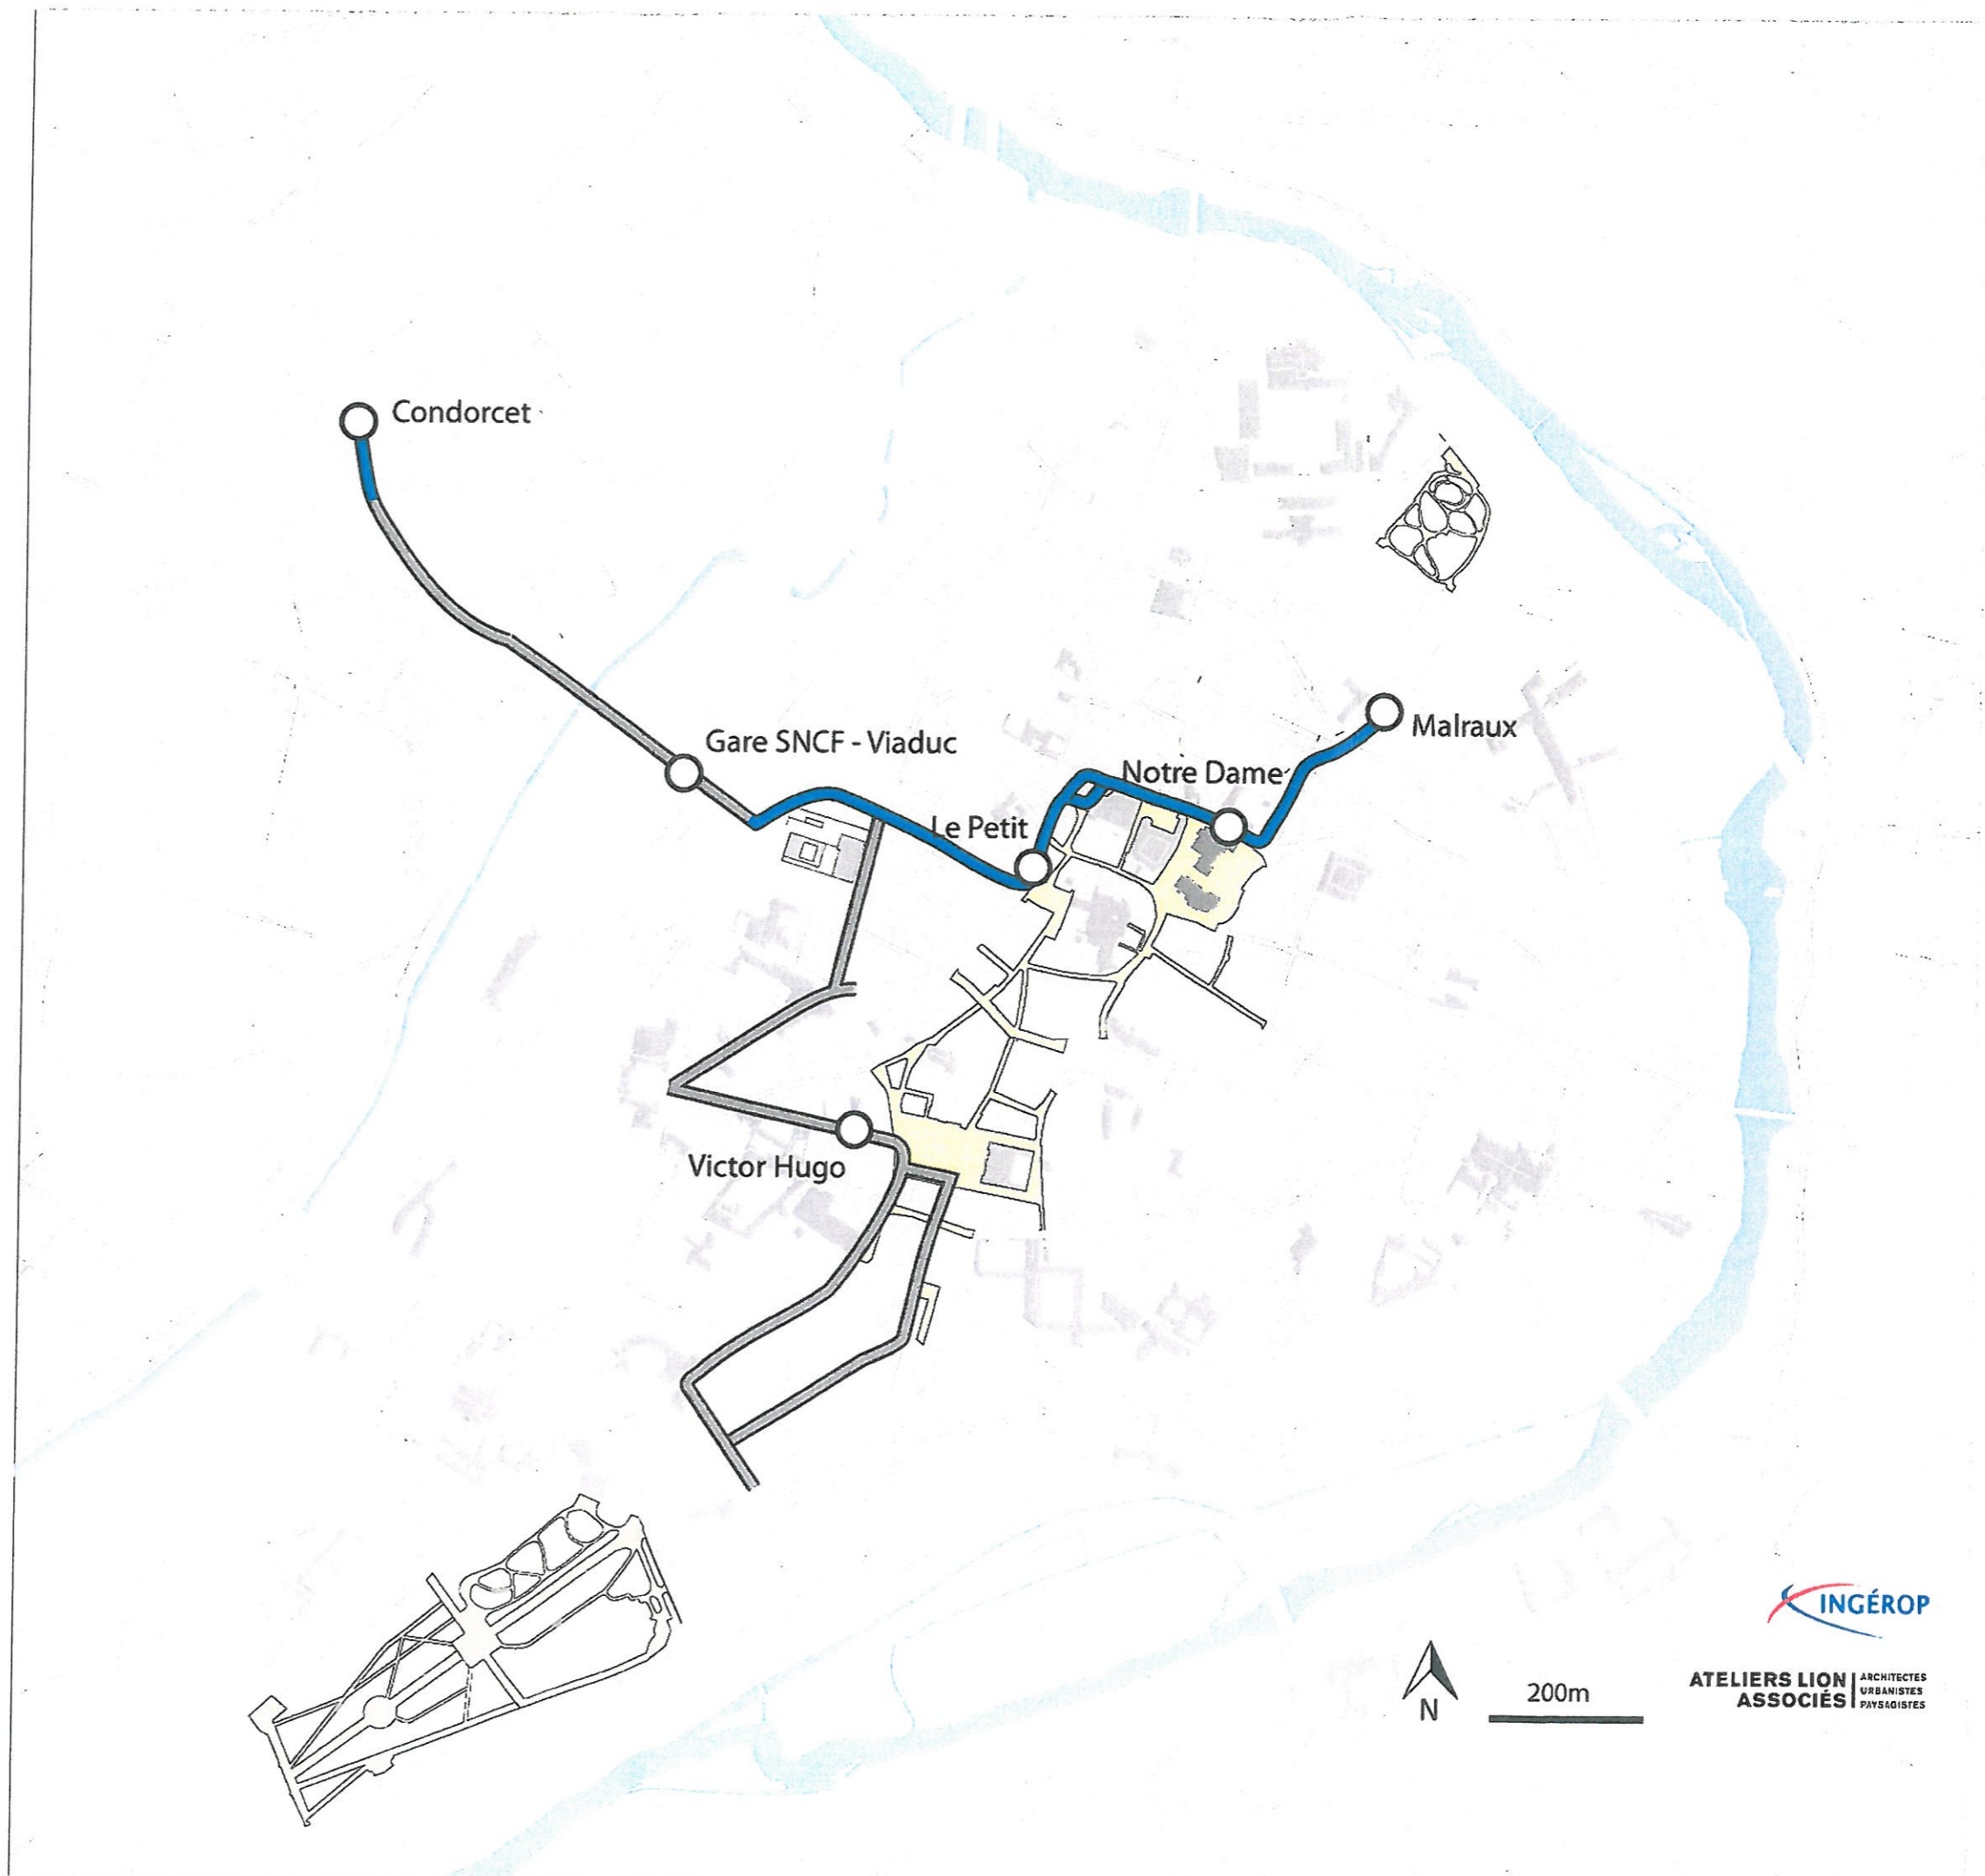 Condorcet
Gare SNCF - Viaduc
Malraux
Notre Dame
Le Petit
Victor Hugo
INGÉROP
N
200m
ATELIERS LION
ASSOCIÉS
ARCHITECTES
URBANISTES
PAYSAGISTES